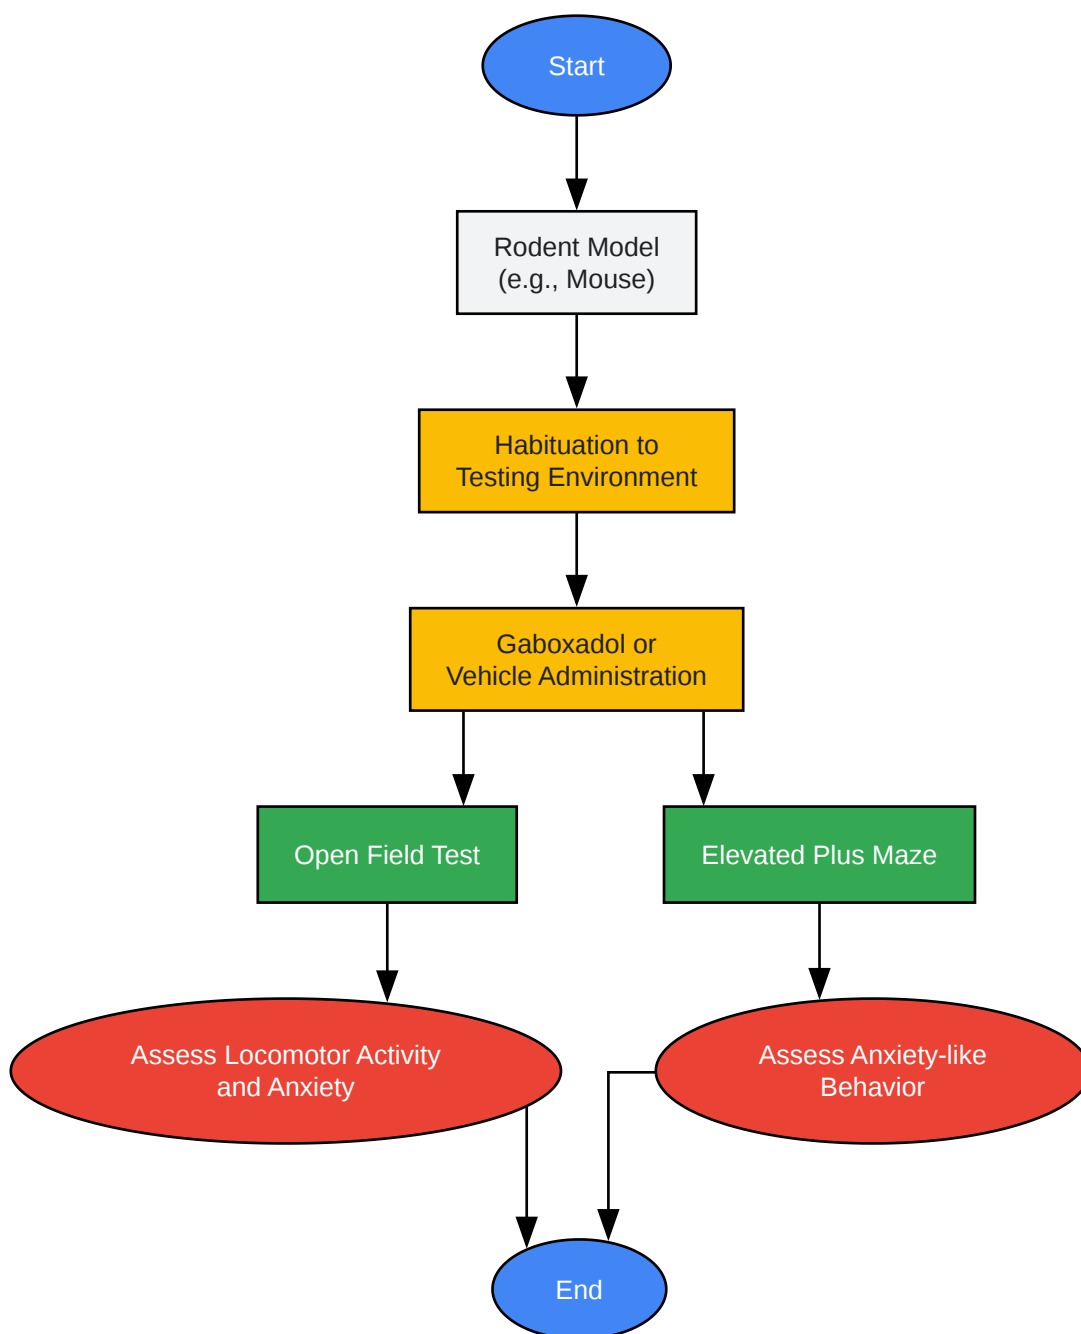 Start
Rodent Model
(e.g., Mouse)
Habituation to
Testing Environment
Gaboxadol or
Vehicle Administration
Open Field Test
Elevated Plus Maze
Assess Locomotor Activity
and Anxiety
Assess Anxiety-like
Behavior
End